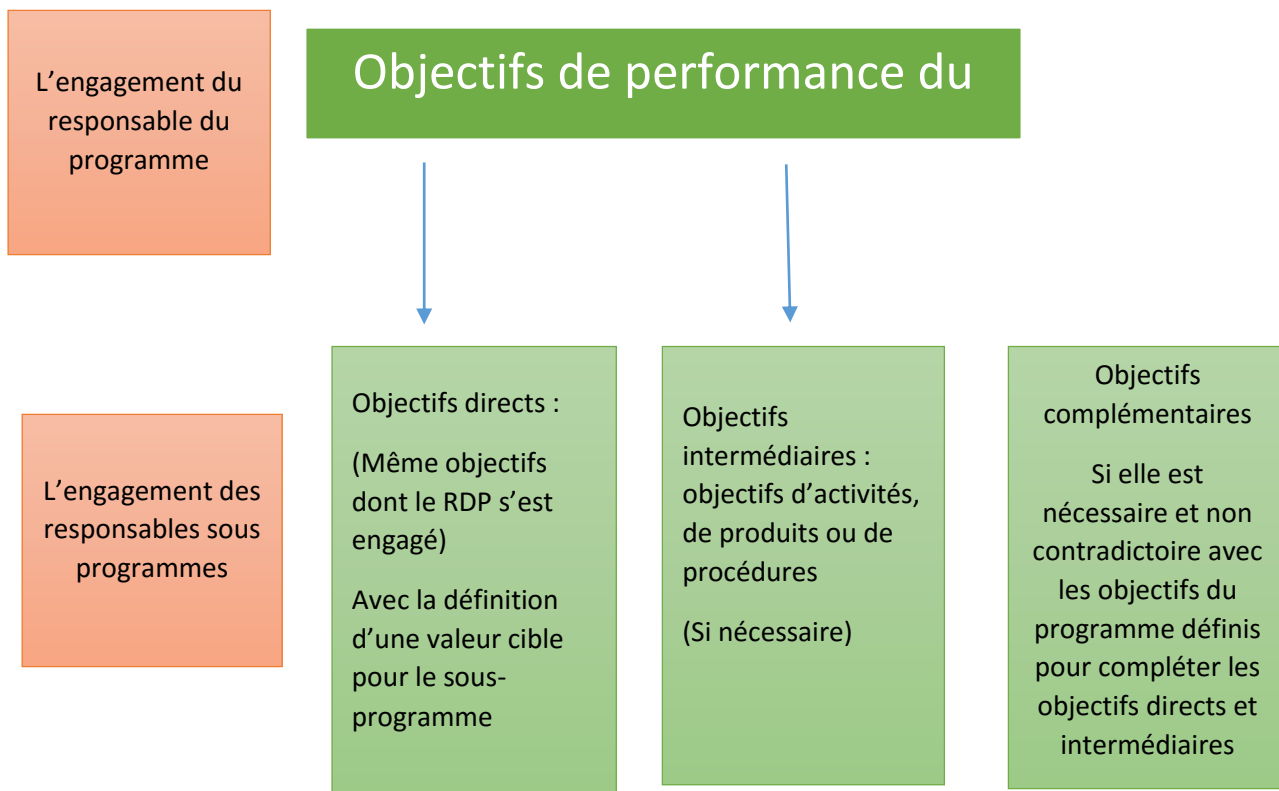 L’engagement du
responsable du
programme
Objectifs de performance du
L’engagement des
responsables sous
programmes
Objectifs directs :
(Même objectifs
dont le RDP s’est
engagé)
Avec la définition
d’une valeur cible
pour le sous-
programme
Objectifs
intermédiaires :
objectifs d’activités,
de produits ou de
procédures
(Si nécessaire)
Objectifs
complémentaires
Si elle est
nécessaire et non
contradictoire avec
les objectifs du
programme définis
pour compléter les
objectifs directs et
intermédiaires